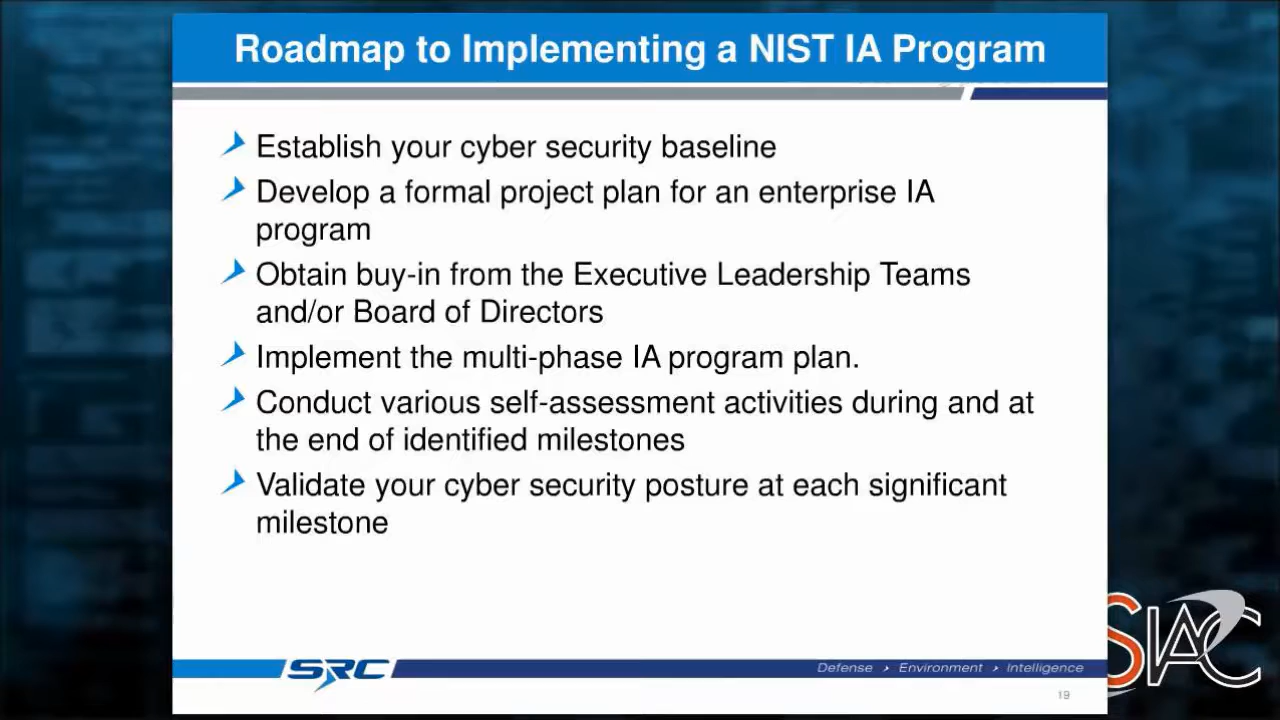 Roadmap to Implementing a NIST IA Program
Establish your cyber security baseline
Develop a formal project plan for an enterprise IA
program
Obtain buy-in from the Executive Leadership Teams
and/or Board of Directors
Implement the multi-phase IA program plan.
Conduct various self-assessment activities during and at
the end of identified milestones
Validate your cyber security posture at each significant
milestone
SRC
Defense › Environment › Intelligence
19
SIAC